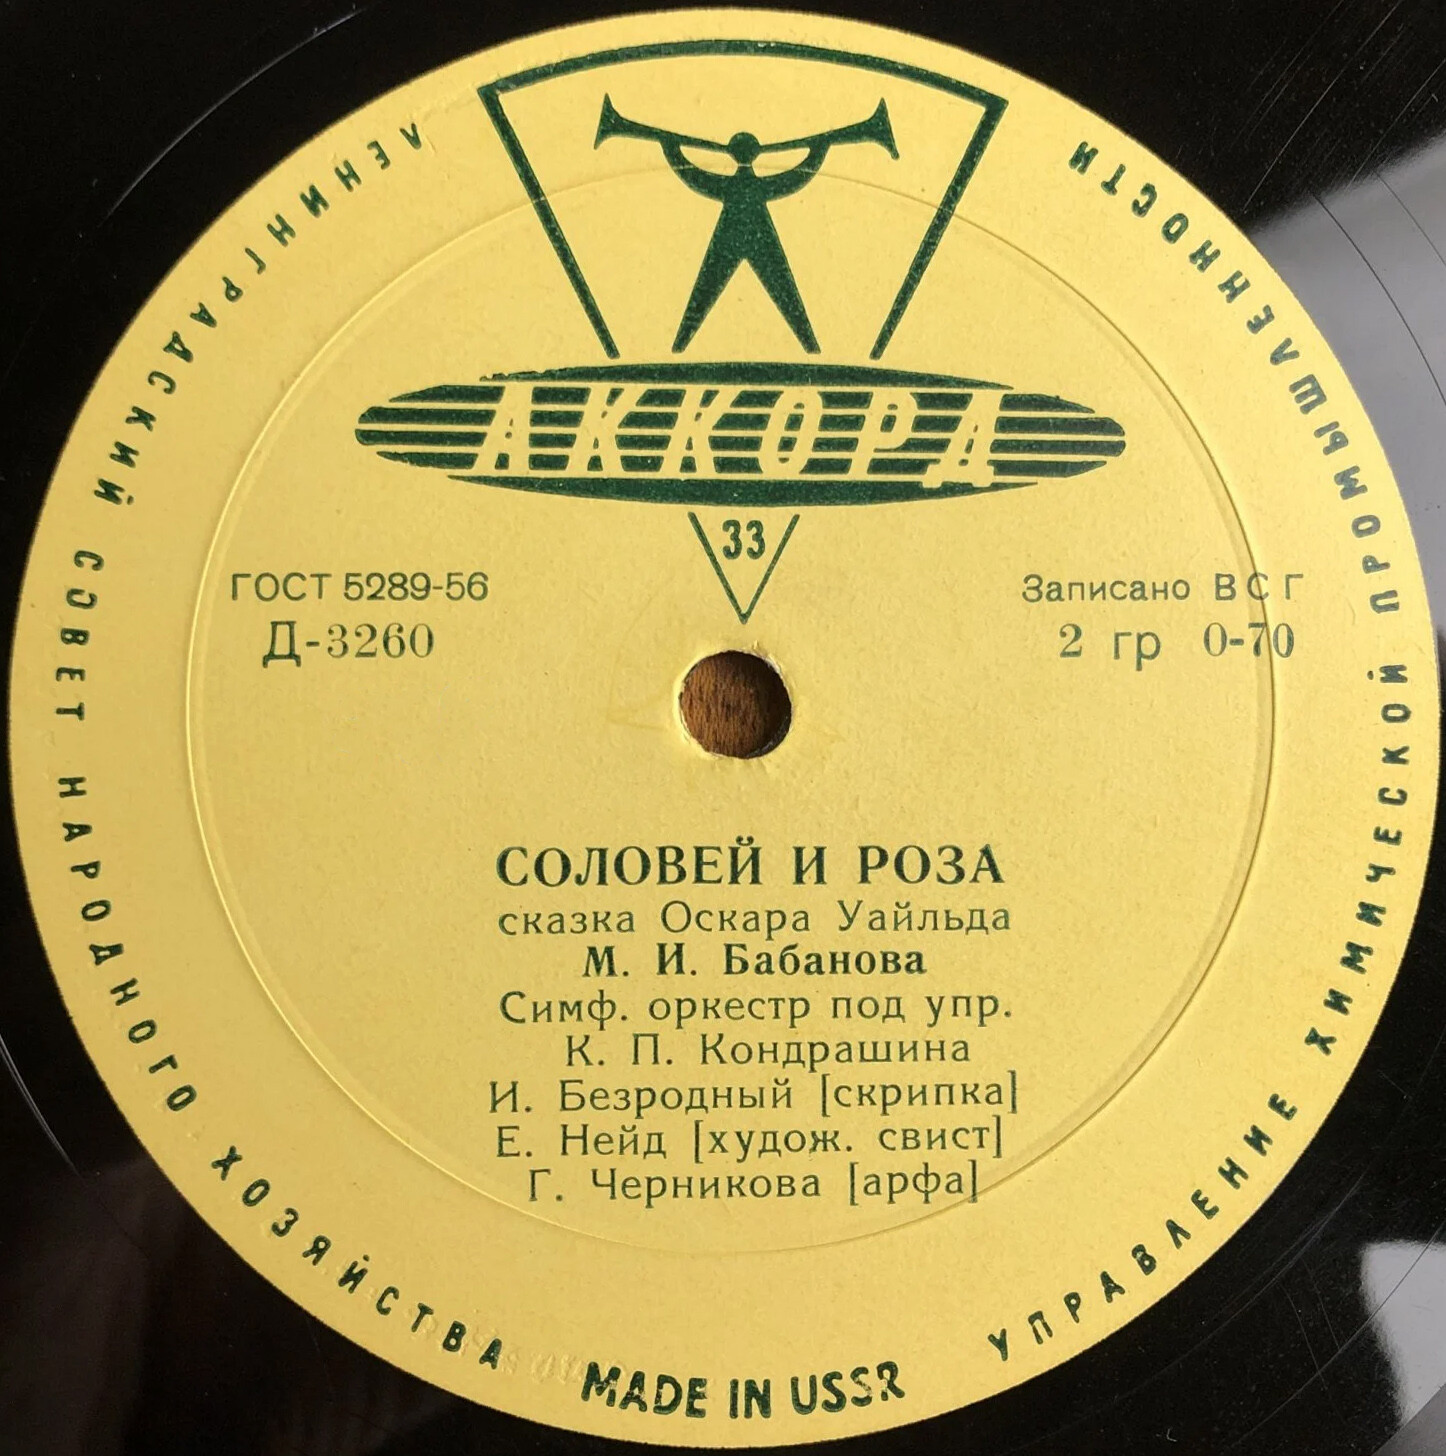 ЛЕНИНГРАДСКИЙ СОВЕТ НАРОДНОГО ХОЗЯЙСТВА
УПРАВЛЕНИЕ ХИМИЧЕСКОЙ ПРОМЫШЛЕННОСТИ
АККОРД
33
ГОСТ 5289-56
Записано ВСГ
Д-3260
2 гр 0-70
СОЛОВЕЙ И РОЗА
сказка Оскара Уайльда
М. И. Бабанова
Симф. оркестр под упр.
К. П. Кондрашина
И. Безродный [скрипка]
Е. Нейд [худож. свист]
Г. Черникова [арфа]
MADE IN USSR